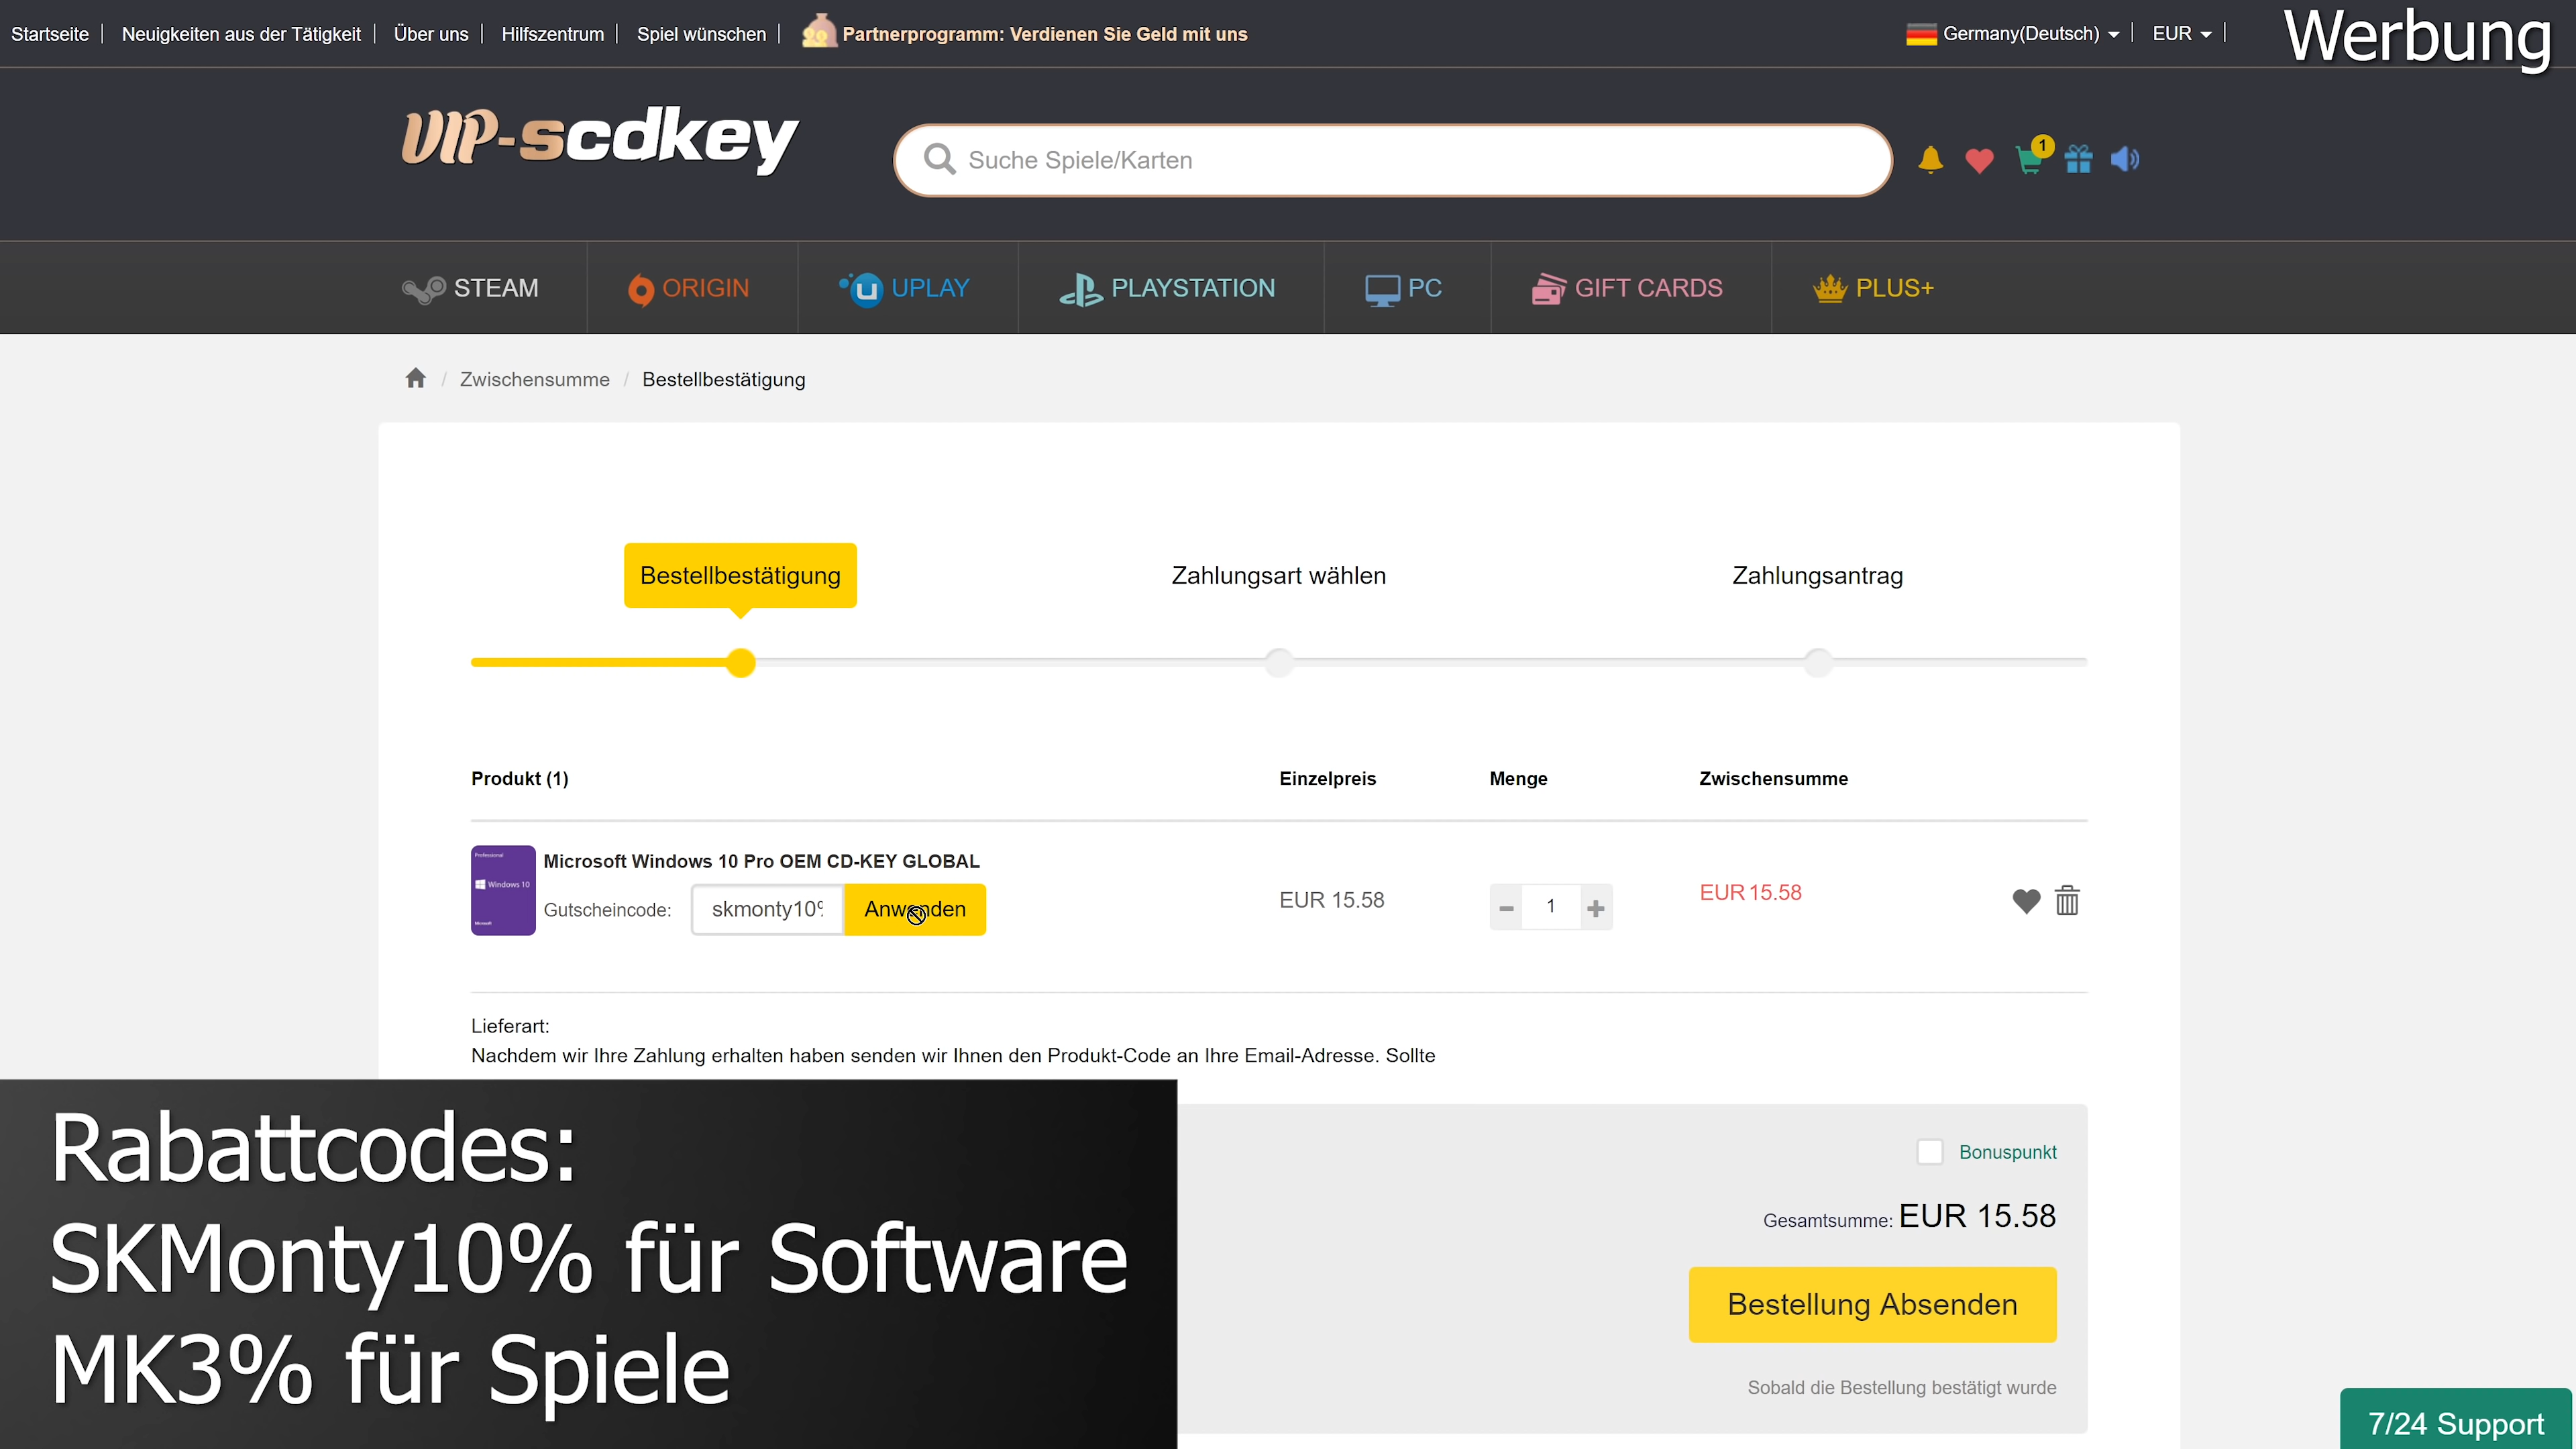 Startseite
Neuigkeiten aus der Tätigkeit
Über uns
Hilfszentrum
Spiel wünschen
Partnerprogramm: Verdienen Sie Geld mit uns
Germany(Deutsch)
EUR
Werbung
VIP-scdkey
Suche Spiele/Karten
1
STEAM
ORIGIN
UPLAY
PLAYSTATION
PC
GIFT CARDS
PLUS+
/ Zwischensumme / Bestellbestätigung
Bestellbestätigung
Zahlungsart wählen
Zahlungsantrag
Produkt (1)
Einzelpreis
Menge
Zwischensumme
Professional
Windows 10
Microsoft
Microsoft Windows 10 Pro OEM CD-KEY GLOBAL
Gutscheincode:
skmonty10%
Anwenden
EUR 15.58
1
EUR 15.58
Lieferart:
Nachdem wir Ihre Zahlung erhalten haben senden wir Ihnen den Produkt-Code an Ihre Email-Adresse. Sollte
Bonuspunkt
Gesamtsumme: EUR 15.58
Bestellung Absenden
Sobald die Bestellung bestätigt wurde
Rabattcodes:
SKMonty10% für Software
MK3% für Spiele
7/24 Support